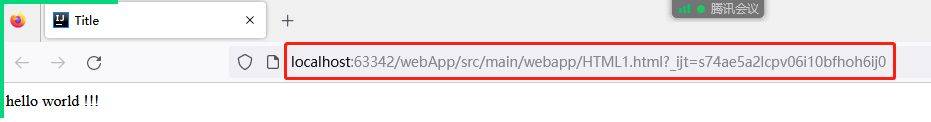 腾讯会议
Title
localhost:63342/webApp/src/main/webapp/HTML1.html?_ijt=s74ae5a2lcpv06i10bfhoh6ij0
hello world !!!